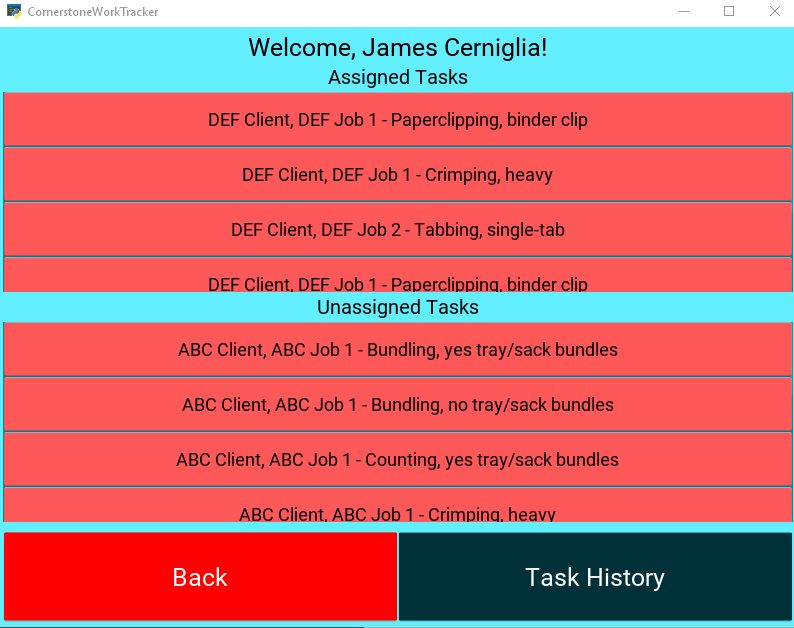 CornerstoneWorkTracker
Welcome, James Cerniglia!
Assigned Tasks
DEF Client, DEF Job 1 - Paperclipping, binder clip
DEF Client, DEF Job 1 - Crimping, heavy
DEF Client, DEF Job 2 - Tabbing, single-tab
DEF Client, DEF Job 1 - Paperclipping, binder clip
Unassigned Tasks
ABC Client, ABC Job 1 - Bundling, yes tray/sack bundles
ABC Client, ABC Job 1 - Bundling, no tray/sack bundles
ABC Client, ABC Job 1 - Counting, yes tray/sack bundles
ABC Client, ABC Job 1 - Crimping, heavy
Back
Task History